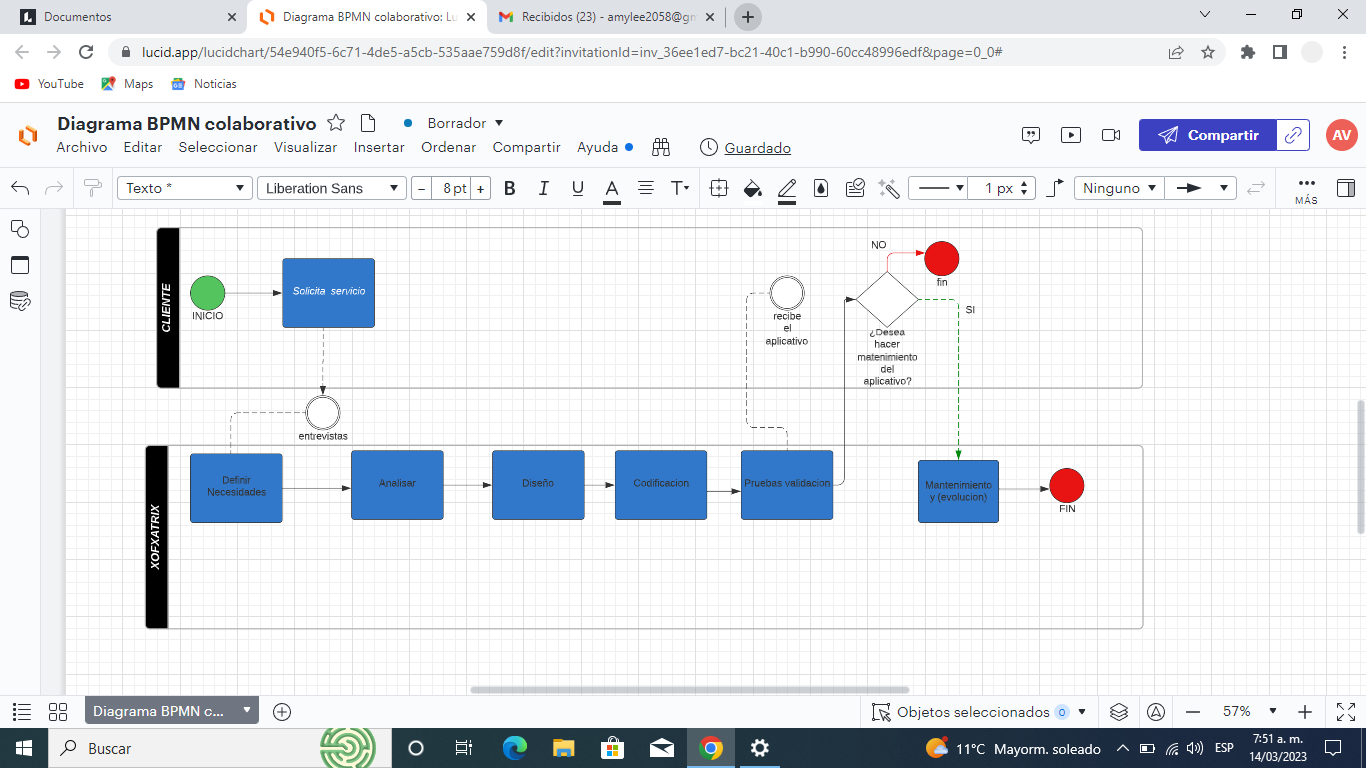 Documentos
Diagrama BPMN colaborativo: Lu
Recibidos (23) - amylee2058@gm
lucid.app/lucidchart/54e940f5-6c71-4de5-a5cb-535aae759d8f/edit?invitationId=inv_36ee1ed7-bc21-40c1-b990-60cc48996edf&page=0_0#
YouTube
Maps
Noticias
Diagrama BPMN colaborativo
Borrador
Archivo
Editar
Seleccionar
Visualizar
Insertar
Ordenar
Compartir
Ayuda
Guardado
Compartir
AV
Texto *
Liberation Sans
− 8 pt +
B
I
U
A
T
1 px
Ninguno
MÁS
CLIENTE
INICIO
Solicita servicio
recibe
el
aplicativo
NO
fin
SI
¿Desea
hacer
matenimiento
del
aplicativo?
entrevistas
XOFXATRIX
Definir
Necesidades
Analisar
Diseño
Codificacion
Pruebas validacion
Mantenimiento
y (evolucion)
FIN
Diagrama BPMN c...
Objetos seleccionados 0
57%
Buscar
11°C Mayorm. soleado
ESP
7:51 a. m.
14/03/2023